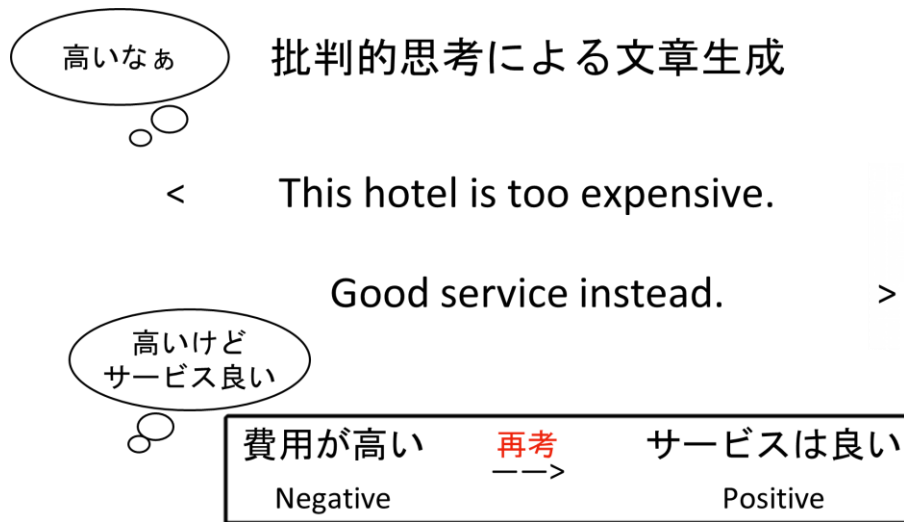 高いなぁ
批判的思考による文章生成
< This hotel is too expensive.
Good service instead. >
高いけど
サービス良い
費用が高い 再考 サービスは良い
——>
Negative Positive